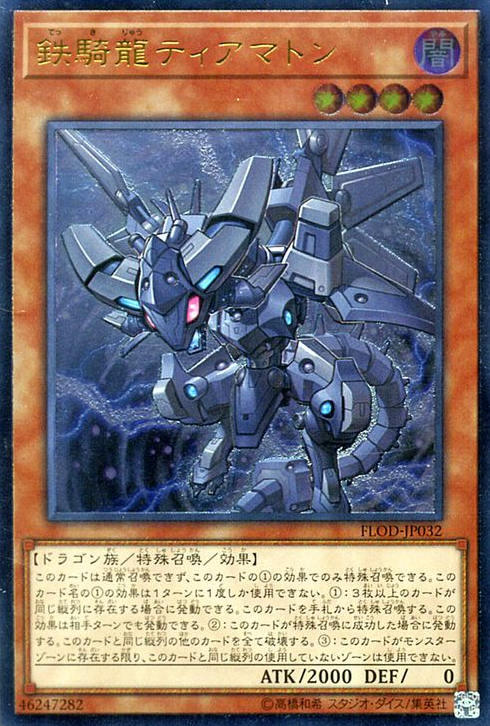 鉄騎龍ティアマトン
闇
FLOD-JP032
【ドラゴン族／特殊召喚／効果】
このカードは通常召喚できず、このカードの①の効果でのみ特殊召喚できる。この
カード名の①の効果は１ターンに１度しか使用できない。①：３枚以上のカードが
同じ縦列に存在する場合に発動できる。このカードを手札から特殊召喚する。この
効果は相手ターンでも発動できる。②：このカードが特殊召喚に成功した場合に発動
する。このカードと同じ縦列の他のカードを全て破壊する。③：このカードがモンスター
ゾーンに存在する限り、このカードと同じ縦列の使用していないゾーンは使用できない。
ATK/2000 DEF/ 0
46247282 ©高橋和希 スタジオ・ダイス/集英社